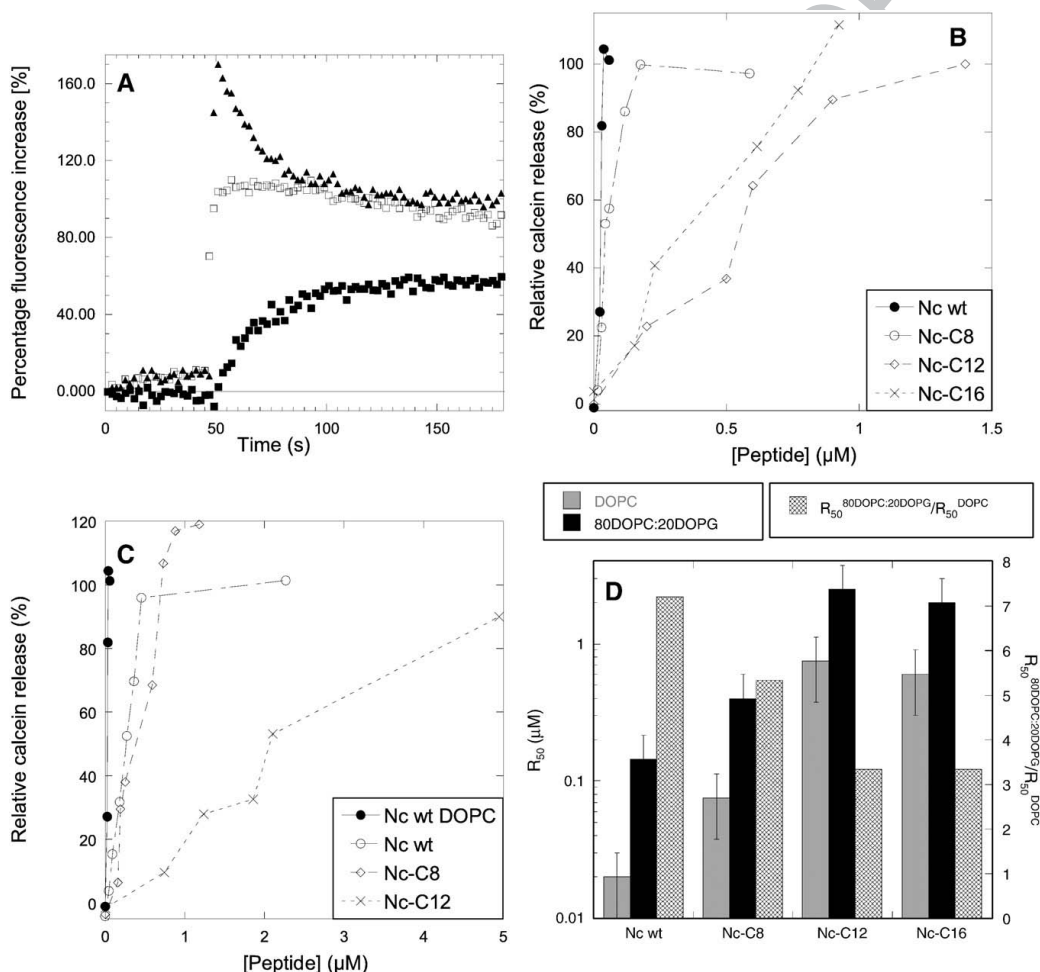 A
Percentage fluorescence increase [%]
160.0
120.0
80.00
40.00
0.000
0
50
100
150
Time (s)
B
Relative calcein release (%)
100
80
60
40
20
0
Nc wt
Nc-C8
Nc-C12
Nc-C16
0
0.5
1
1.5
[Peptide] (µM)
C
Relative calcein release (%)
120
100
80
60
40
20
0
Nc wt DOPC
Nc wt
Nc-C8
Nc-C12
0
1
2
3
4
5
[Peptide] (µM)
DOPC
80DOPC:20DOPG
R50 80DOPC:20DOPG/R50 DOPC
D
R50 (µM)
1
0.1
0.01
8
7
6
5
4
3
2
1
0
R50 80DOPC:20DOPG/R50 DOPC
Nc wt
Nc-C8
Nc-C12
Nc-C16